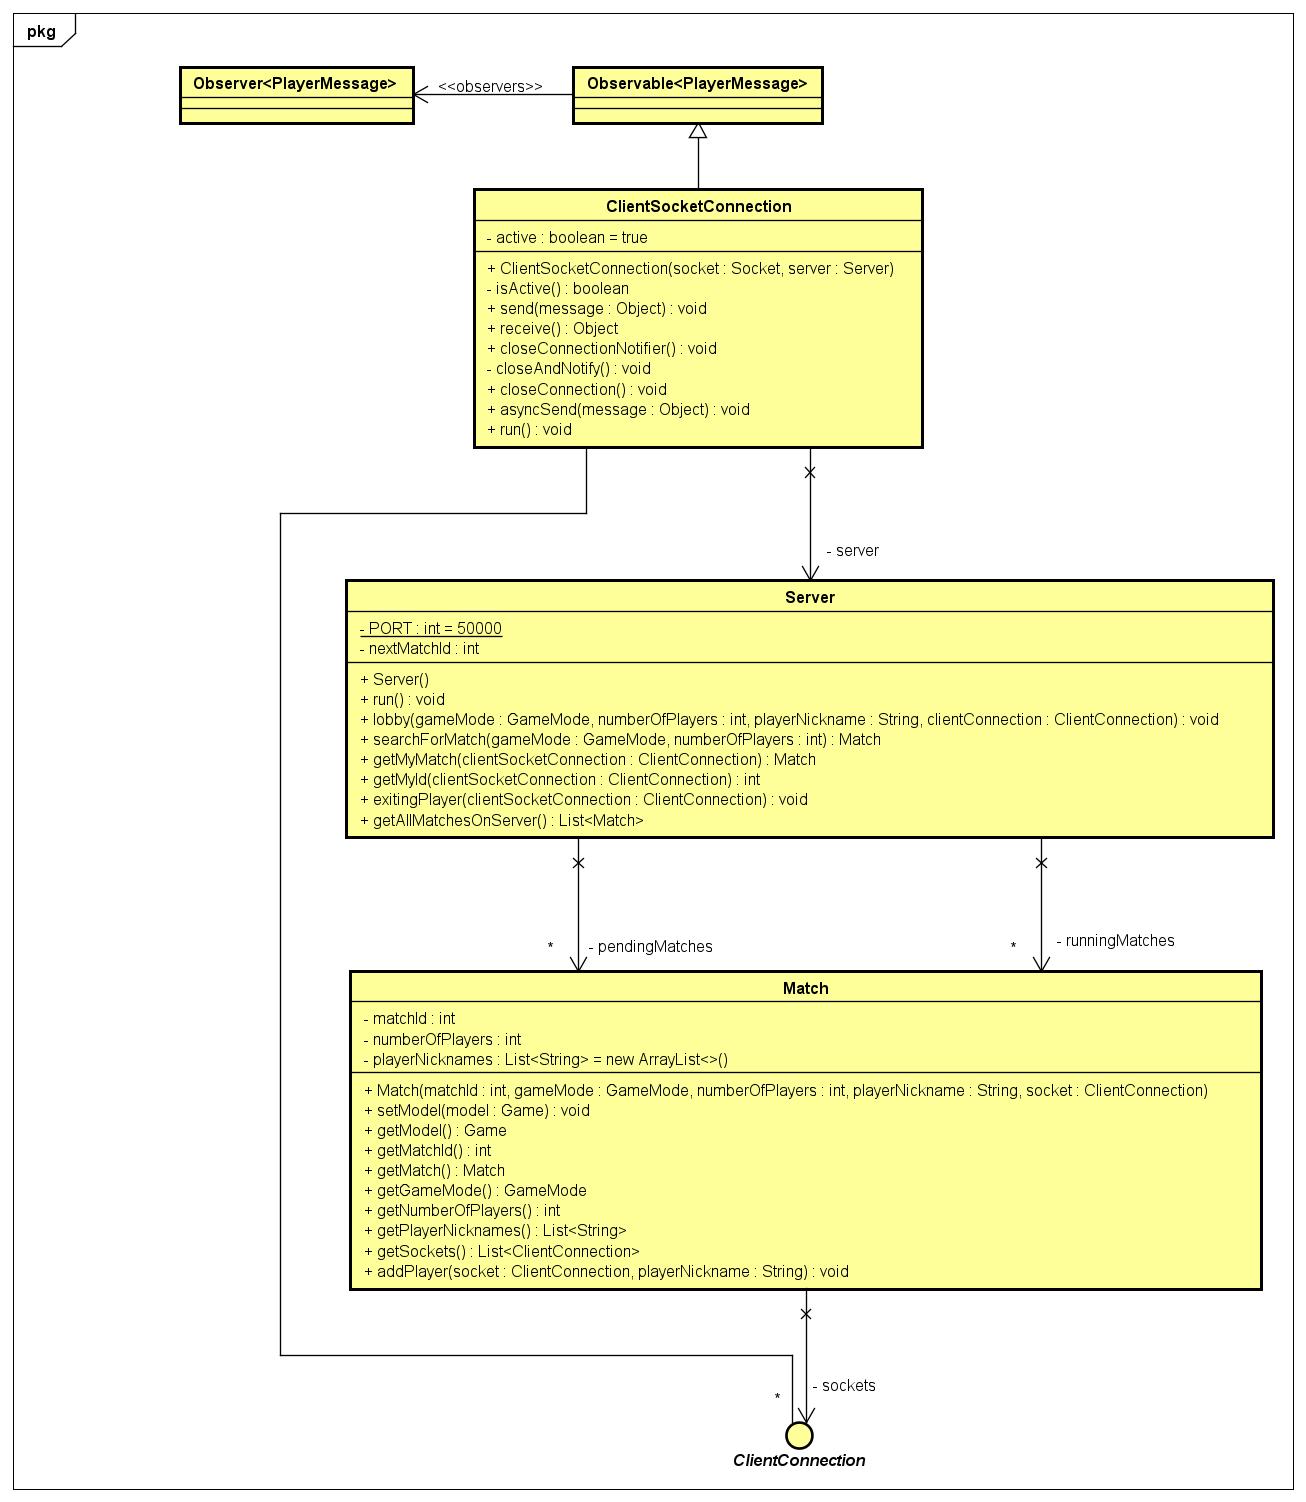 pkg
Observer<PlayerMessage>
<<observers>>
Observable<PlayerMessage>
ClientSocketConnection
- active : boolean = true
+ ClientSocketConnection(socket : Socket, server : Server)
- isActive() : boolean
+ send(message : Object) : void
+ receive() : Object
+ closeConnectionNotifier() : void
- closeAndNotify() : void
+ closeConnection() : void
+ asyncSend(message : Object) : void
+ run() : void
- server
Server
- PORT : int = 50000
- nextMatchId : int
+ Server()
+ run() : void
+ lobby(gameMode : GameMode, numberOfPlayers : int, playerNickname : String, clientConnection : ClientConnection) : void
+ searchForMatch(gameMode : GameMode, numberOfPlayers : int) : Match
+ getMyMatch(clientSocketConnection : ClientConnection) : Match
+ getMyId(clientSocketConnection : ClientConnection) : int
+ exitingPlayer(clientSocketConnection : ClientConnection) : void
+ getAllMatchesOnServer() : List<Match>
* - pendingMatches
* - runningMatches
Match
- matchId : int
- numberOfPlayers : int
- playerNicknames : List<String> = new ArrayList<>()
+ Match(matchId : int, gameMode : GameMode, numberOfPlayers : int, playerNickname : String, socket : ClientConnection)
+ setModel(model : Game) : void
+ getModel() : Game
+ getMatchId() : int
+ getMatch() : Match
+ getGameMode() : GameMode
+ getNumberOfPlayers() : int
+ getPlayerNicknames() : List<String>
+ getSockets() : List<ClientConnection>
+ addPlayer(socket : ClientConnection, playerNickname : String) : void
- sockets
*
ClientConnection